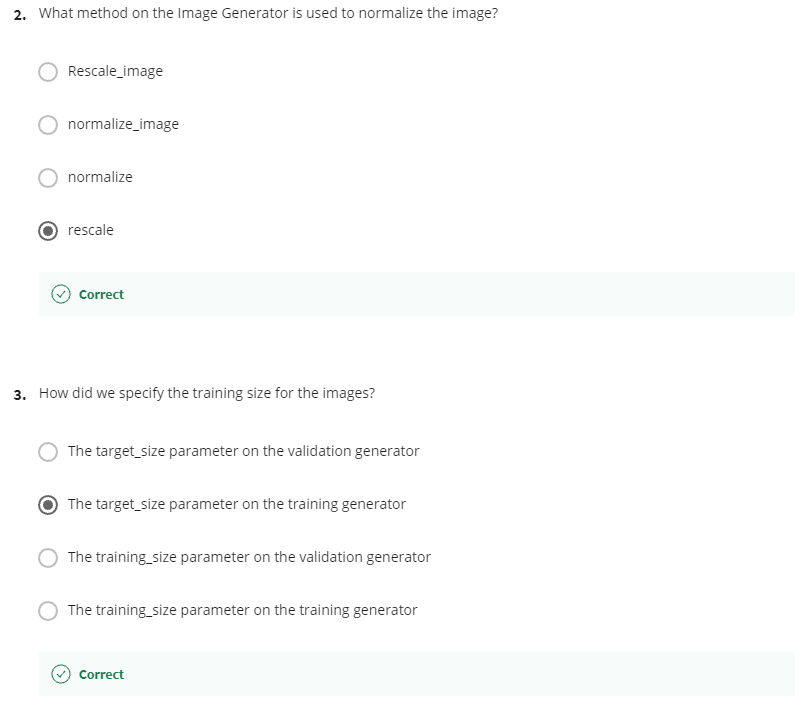 2. What method on the Image Generator is used to normalize the image?
Rescale_image
normalize_image
normalize
rescale
Correct
3. How did we specify the training size for the images?
The target_size parameter on the validation generator
The target_size parameter on the training generator
The training_size parameter on the validation generator
The training_size parameter on the training generator
Correct